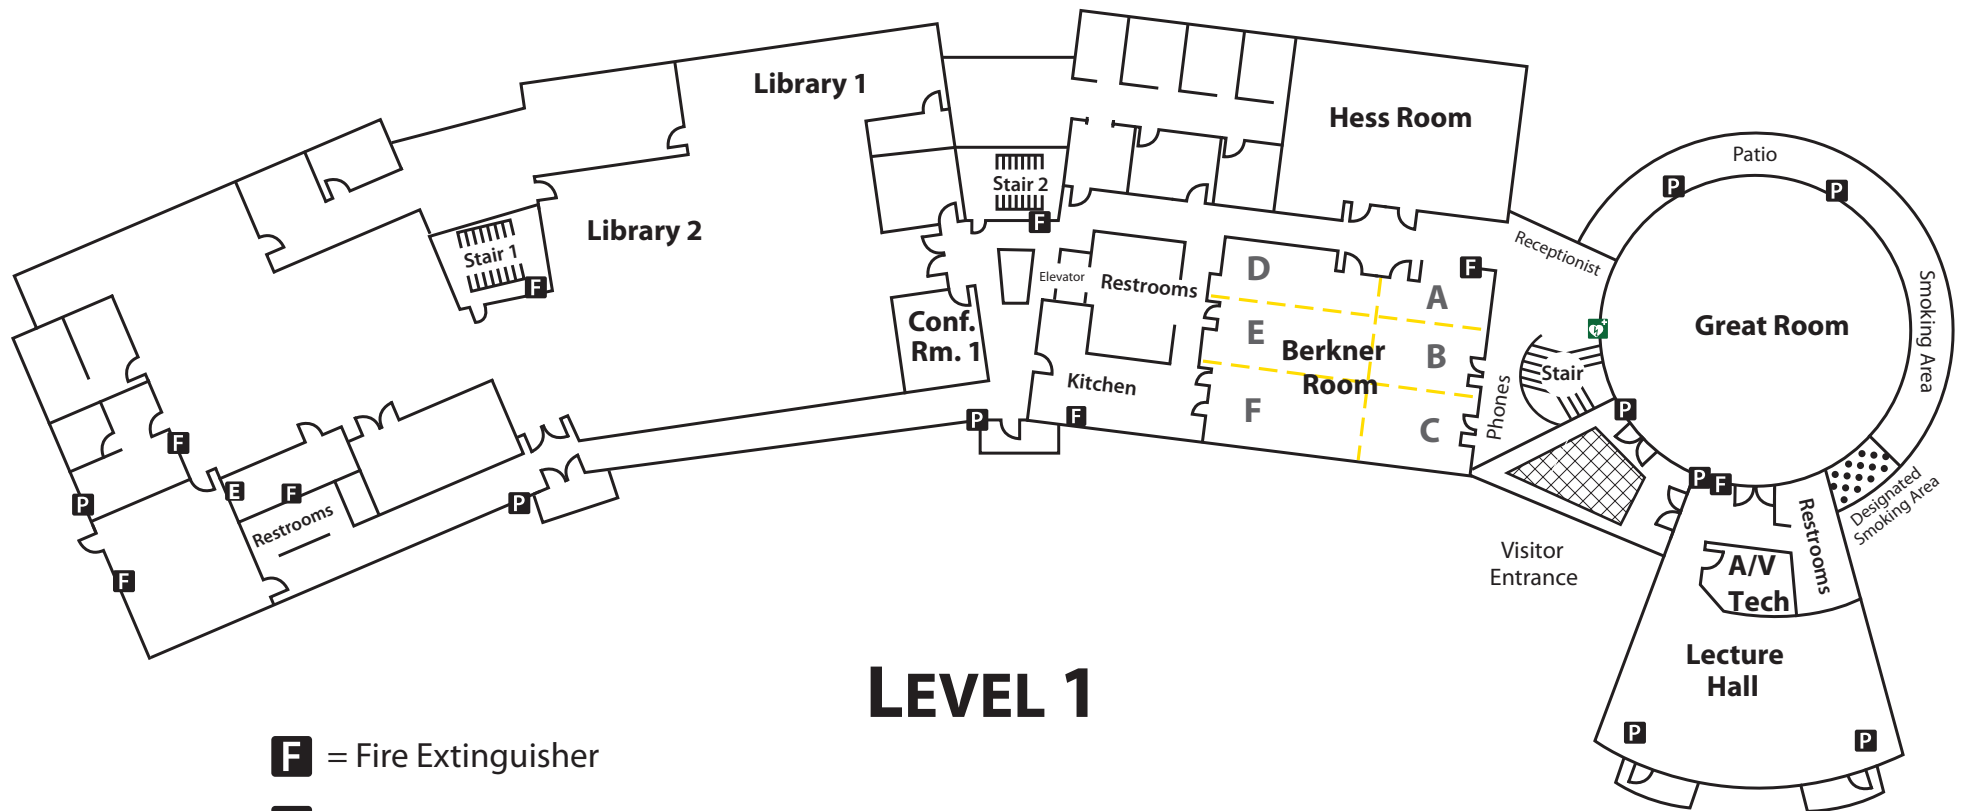 Library 1
Hess Room
Patio
P
P
Stair 2
F
Library 2
Stair 1
F
Receptionist
Smoking Area
Elevator
Restrooms
D
A
F
E
B
F
C
Berkner
Room
Great Room
Conf.
Rm. 1
Kitchen
F
P
Phones
Stair
P
P
F
F
E
F
P
P
F
Restrooms
Designated
Smoking Area
Restrooms
Visitor
Entrance
A/V
Tech
Lecture
Hall
P
P
LEVEL 1
F = Fire Extinguisher